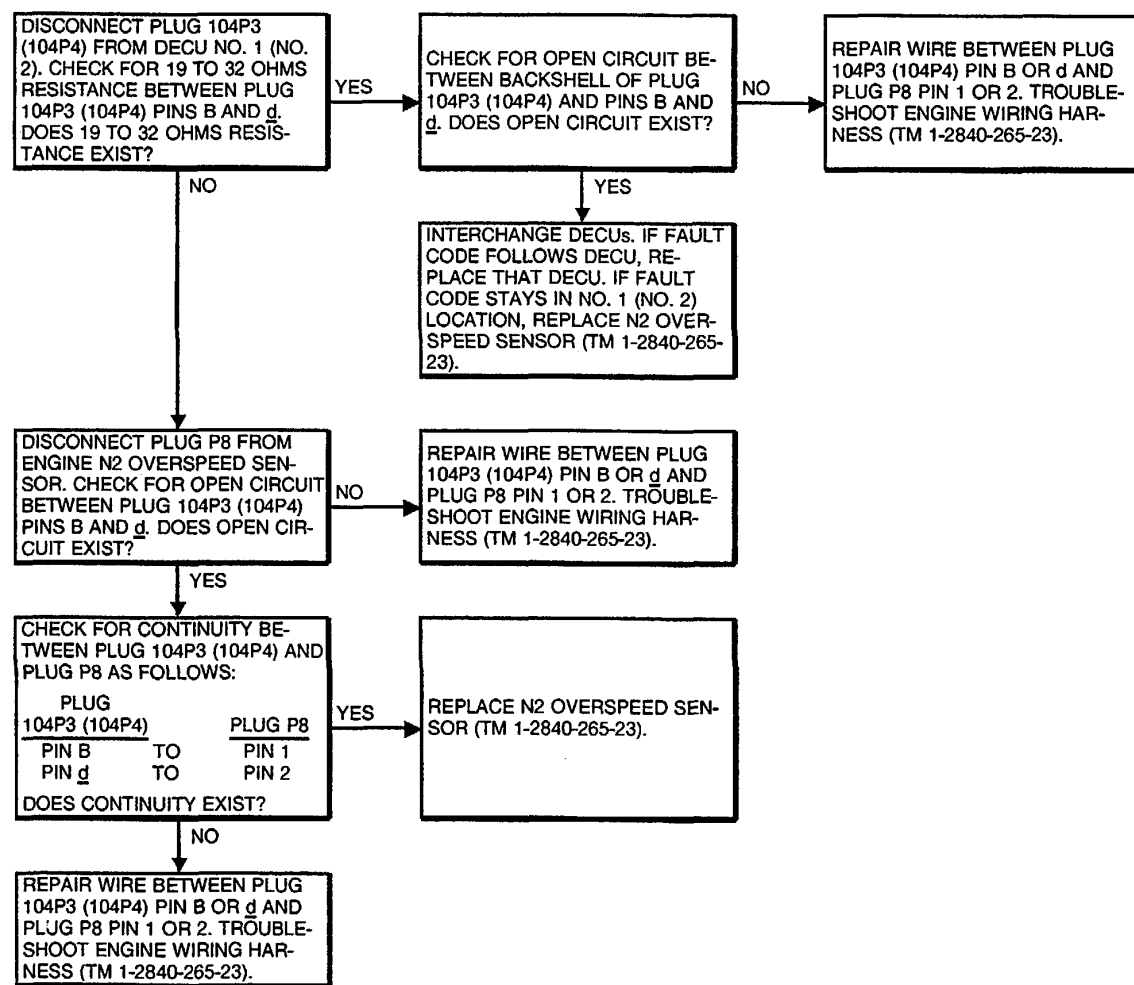 DISCONNECT PLUG 104P3
(104P4) FROM DECU NO. 1 (NO.
2). CHECK FOR 19 TO 32 OHMS
RESISTANCE BETWEEN PLUG
104P3 (104P4) PINS B AND d.
DOES 19 TO 32 OHMS RESIS-
TANCE EXIST?
YES
CHECK FOR OPEN CIRCUIT BE-
TWEEN BACKSHELL OF PLUG
104P3 (104P4) AND PINS B AND
d. DOES OPEN CIRCUIT EXIST?
NO
REPAIR WIRE BETWEEN PLUG
104P3 (104P4) PIN B OR d AND
PLUG P8 PIN 1 OR 2. TROUBLE-
SHOOT ENGINE WIRING HAR-
NESS (TM 1-2840-265-23).
NO
YES
INTERCHANGE DECUs. IF FAULT
CODE FOLLOWS DECU, RE-
PLACE THAT DECU. IF FAULT
CODE STAYS IN NO. 1 (NO. 2)
LOCATION, REPLACE N2 OVER-
SPEED SENSOR (TM 1-2840-265-
23).
DISCONNECT PLUG P8 FROM
ENGINE N2 OVERSPEED SEN-
SOR. CHECK FOR OPEN CIRCUIT
BETWEEN PLUG 104P3 (104P4)
PINS B AND d. DOES OPEN CIR-
CUIT EXIST?
NO
REPAIR WIRE BETWEEN PLUG
104P3 (104P4) PIN B OR d AND
PLUG P8 PIN 1 OR 2. TROUBLE-
SHOOT ENGINE WIRING HAR-
NESS (TM 1-2840-265-23).
YES
CHECK FOR CONTINUITY BE-
TWEEN PLUG 104P3 (104P4) AND
PLUG P8 AS FOLLOWS:
PLUG
104P3 (104P4) PLUG P8
PIN B TO PIN 1
PIN d TO PIN 2
DOES CONTINUITY EXIST?
YES
REPLACE N2 OVERSPEED SEN-
SOR (TM 1-2840-265-23).
NO
REPAIR WIRE BETWEEN PLUG
104P3 (104P4) PIN B OR d AND
PLUG P8 PIN 1 OR 2. TROUBLE-
SHOOT ENGINE WIRING HAR-
NESS (TM 1-2840-265-23).